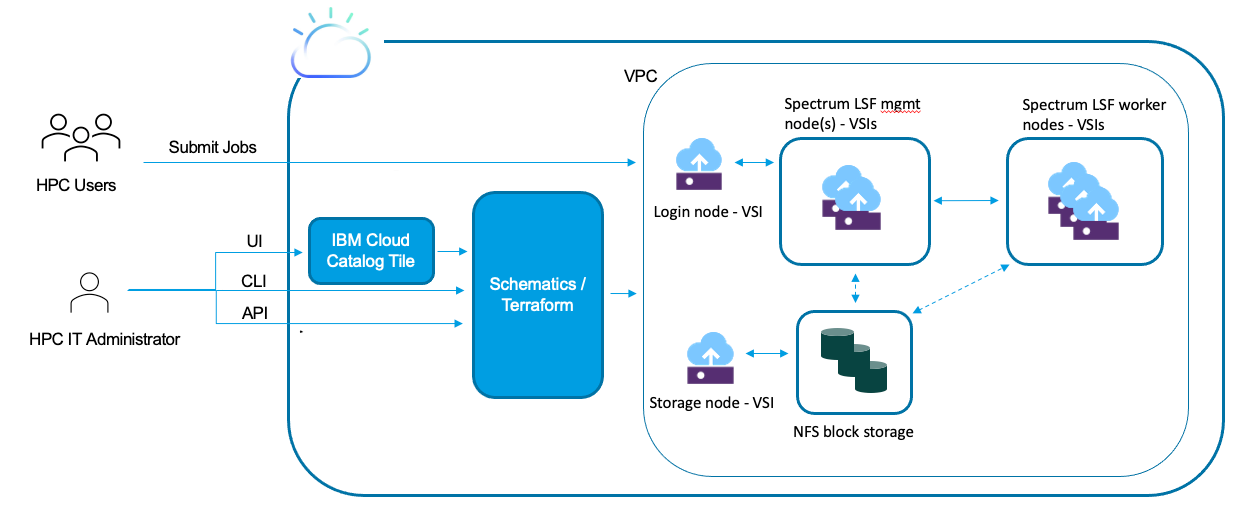 VPC
Spectrum LSF mgmt
node(s) - VSIs
Spectrum LSF worker
nodes - VSIs
Submit Jobs
HPC Users
Login node - VSI
UI
IBM Cloud
Catalog Tile
CLI
Schematics /
Terraform
API
HPC IT Administrator
Storage node - VSI
NFS block storage